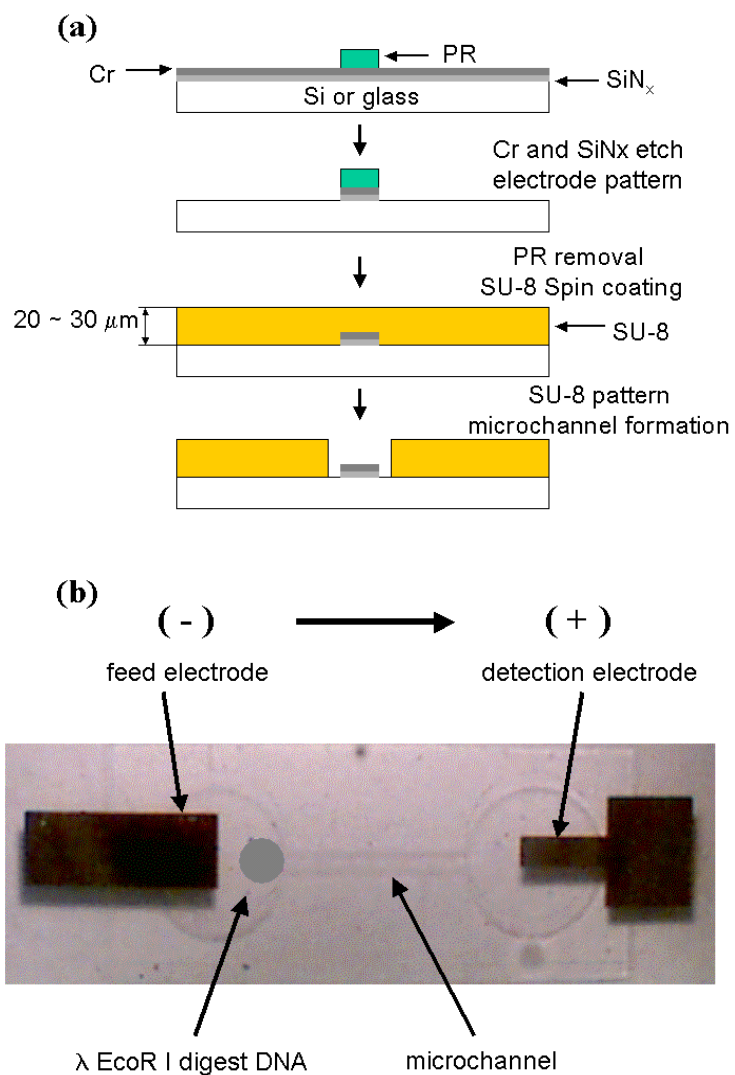 (a)
PR
Cr
SiNx
Si or glass
Cr and SiNx etch
electrode pattern
PR removal
SU-8 Spin coating
20 ~ 30 μm
SU-8
SU-8 pattern
microchannel formation
(b)
( - )
( + )
feed electrode
detection electrode
λ EcoR I digest DNA
microchannel